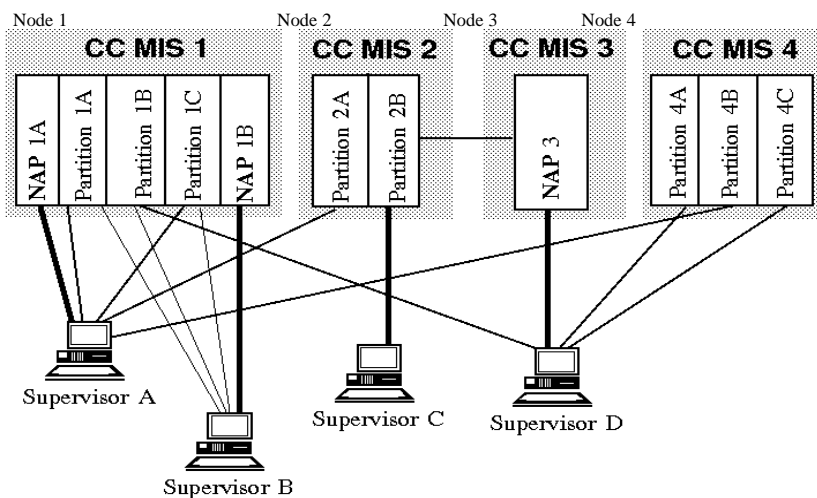 Node 1
Node 2
Node 3
Node 4
CC MIS 1
CC MIS 2
CC MIS 3
CC MIS 4
NAP 1A
Partition 1A
Partition 1B
Partition 1C
NAP 1B
Partition 2A
Partition 2B
NAP 3
Partition 4A
Partition 4B
Partition 4C
Supervisor A
Supervisor B
Supervisor C
Supervisor D